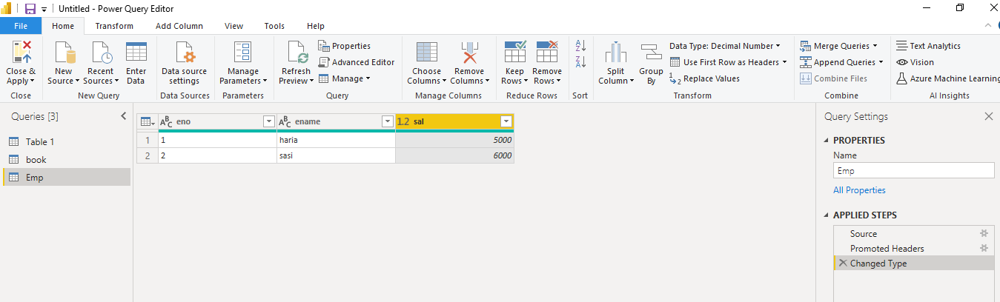 Untitled - Power Query Editor
File Home Transform Add Column View Tools Help
Close & Apply
Close
New Source
Recent Sources
Enter Data
New Query
Data source settings
Data Sources
Manage Parameters
Parameters
Refresh Preview
Properties
Advanced Editor
Manage
Query
Choose Columns
Remove Columns
Manage Columns
Keep Rows
Remove Rows
Reduce Rows
A Z
Z A
Sort
Split Column
Group By
Data Type: Decimal Number
Use First Row as Headers
1 2 Replace Values
Transform
Merge Queries
Append Queries
Combine Files
Combine
Text Analytics
Vision
Azure Machine Learning
AI Insights
Queries [3]
Table 1
book
Emp
ABC eno ABC ename 1.2 sal
1 1 haria 5000
2 2 sasi 6000
Query Settings
PROPERTIES
Name
Emp
All Properties
APPLIED STEPS
Source
Promoted Headers
Changed Type